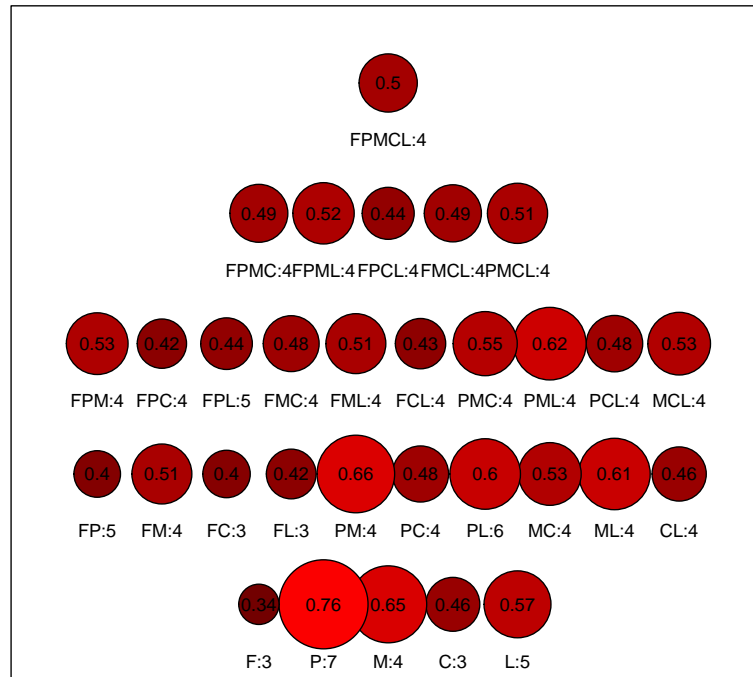 0.5
FPMCL:4
0.49 0.52 0.44 0.49 0.51
FPMC:4 FPML:4 FPCL:4 FMCL:4 PMCL:4
0.53 0.42 0.44 0.48 0.51 0.43 0.55 0.62 0.48 0.53
FPM:4 FPC:4 FPL:5 FMC:4 FML:4 FCL:4 PMC:4 PML:4 PCL:4 MCL:4
0.4 0.51 0.4 0.42 0.66 0.48 0.6 0.53 0.61 0.46
FP:5 FM:4 FC:3 FL:3 PM:4 PC:4 PL:6 MC:4 ML:4 CL:4
0.34 0.76 0.65 0.46 0.57
F:3 P:7 M:4 C:3 L:5